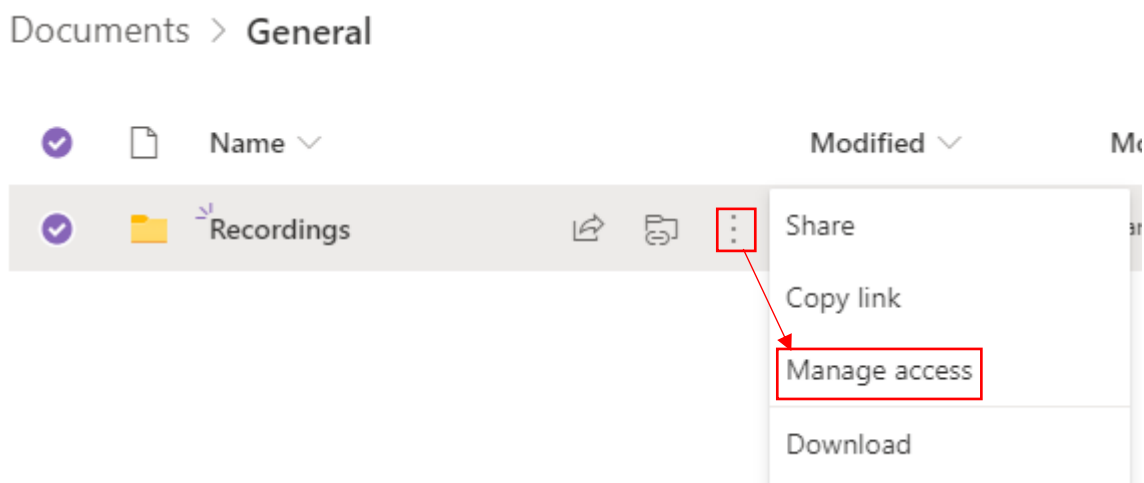 Documents > General
Name Modified Mo
Recordings
Share
Copy link
Manage access
Download